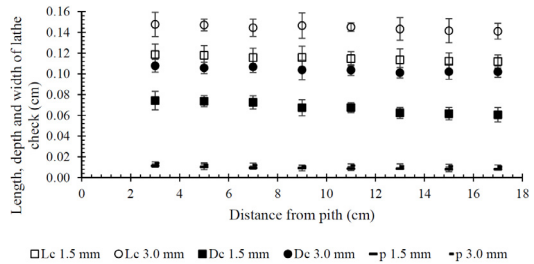 Length, depth and width of lathe
check (cm)
0.16
0.14
0.12
0.10
0.08
0.06
0.04
0.02
0.00
0 2 4 6 8 10 12 14 16 18
Distance from pith (cm)
Lc 1.5 mm Lc 3.0 mm Dc 1.5 mm Dc 3.0 mm p 1.5 mm p 3.0 mm